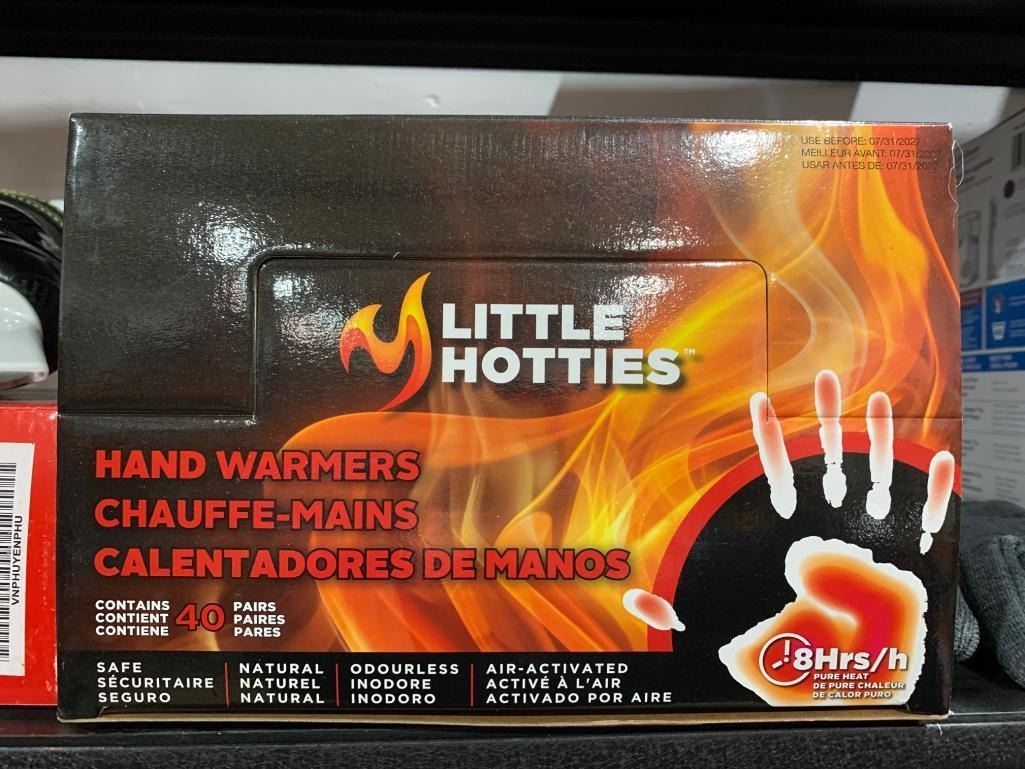 USE BEFORE: 07/31/2027
MEILLEUR AVANT: 07/31/2027
USAR ANTES DE: 07/31/2027
LITTLE
HOTTIES™
HAND WARMERS
CHAUFFE-MAINS
CALENTADORES DE MANOS
CONTAINS
CONTIENT
CONTIENE
40
PAIRS
PAIRES
PARES
SAFE
SÉCURITAIRE
SEGURO
NATURAL
NATUREL
NATURAL
ODOURLESS
INODORE
INODORO
AIR-ACTIVATED
ACTIVÉ À L'AIR
ACTIVADO POR AIRE
8Hrs/h
PURE HEAT
DE PURE CHALEUR
DE CALOR PURO
VNPHUYENPHU